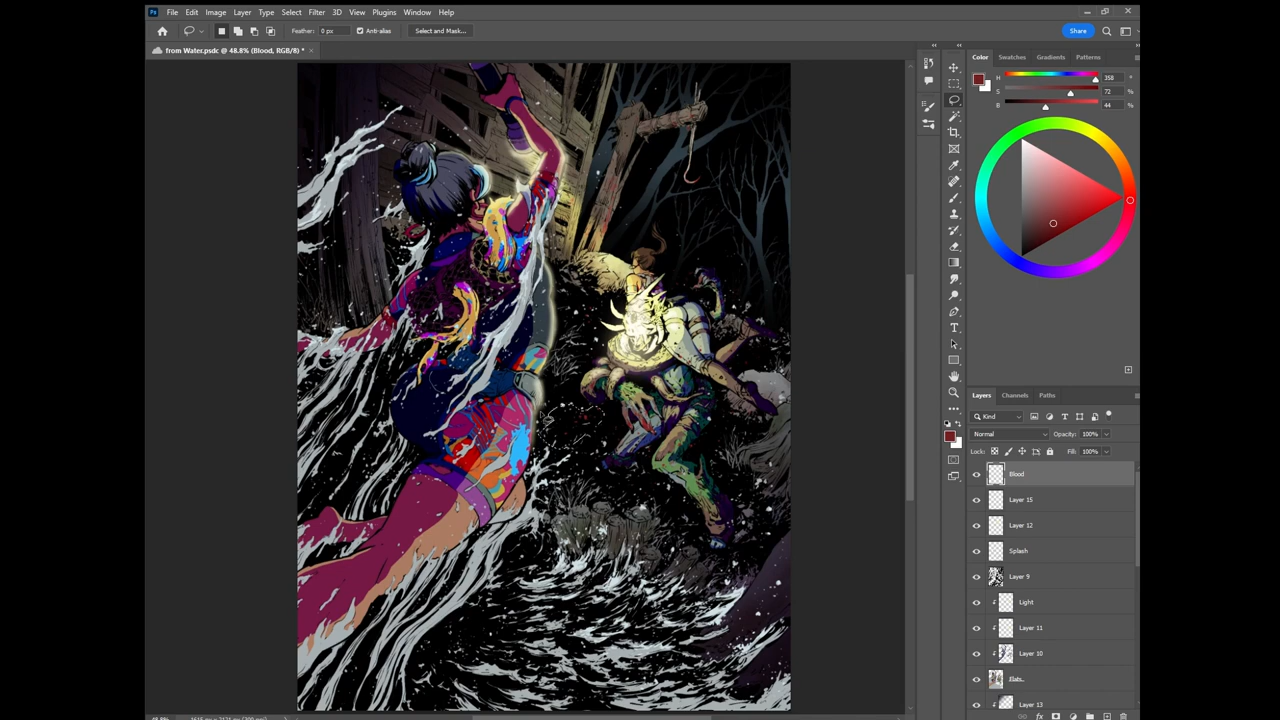 Ps File Edit Image Layer Type Select Filter 3D View Plugins Window Help
Feather: 0 px Anti-alias Select and Mask... Share
from Water.psdc @ 48.8% (Blood, RGB/8) * ×
Color Swatches Gradients Patterns
H 358 °
S 72 %
B 44 %
Layers Channels Paths
Kind
Normal Opacity: 100%
Lock: Fill: 100%
Blood
Layer 15
Layer 12
Splash
Layer 9
Light
Layer 11
Layer 10
Flats..
Layer 13
fx